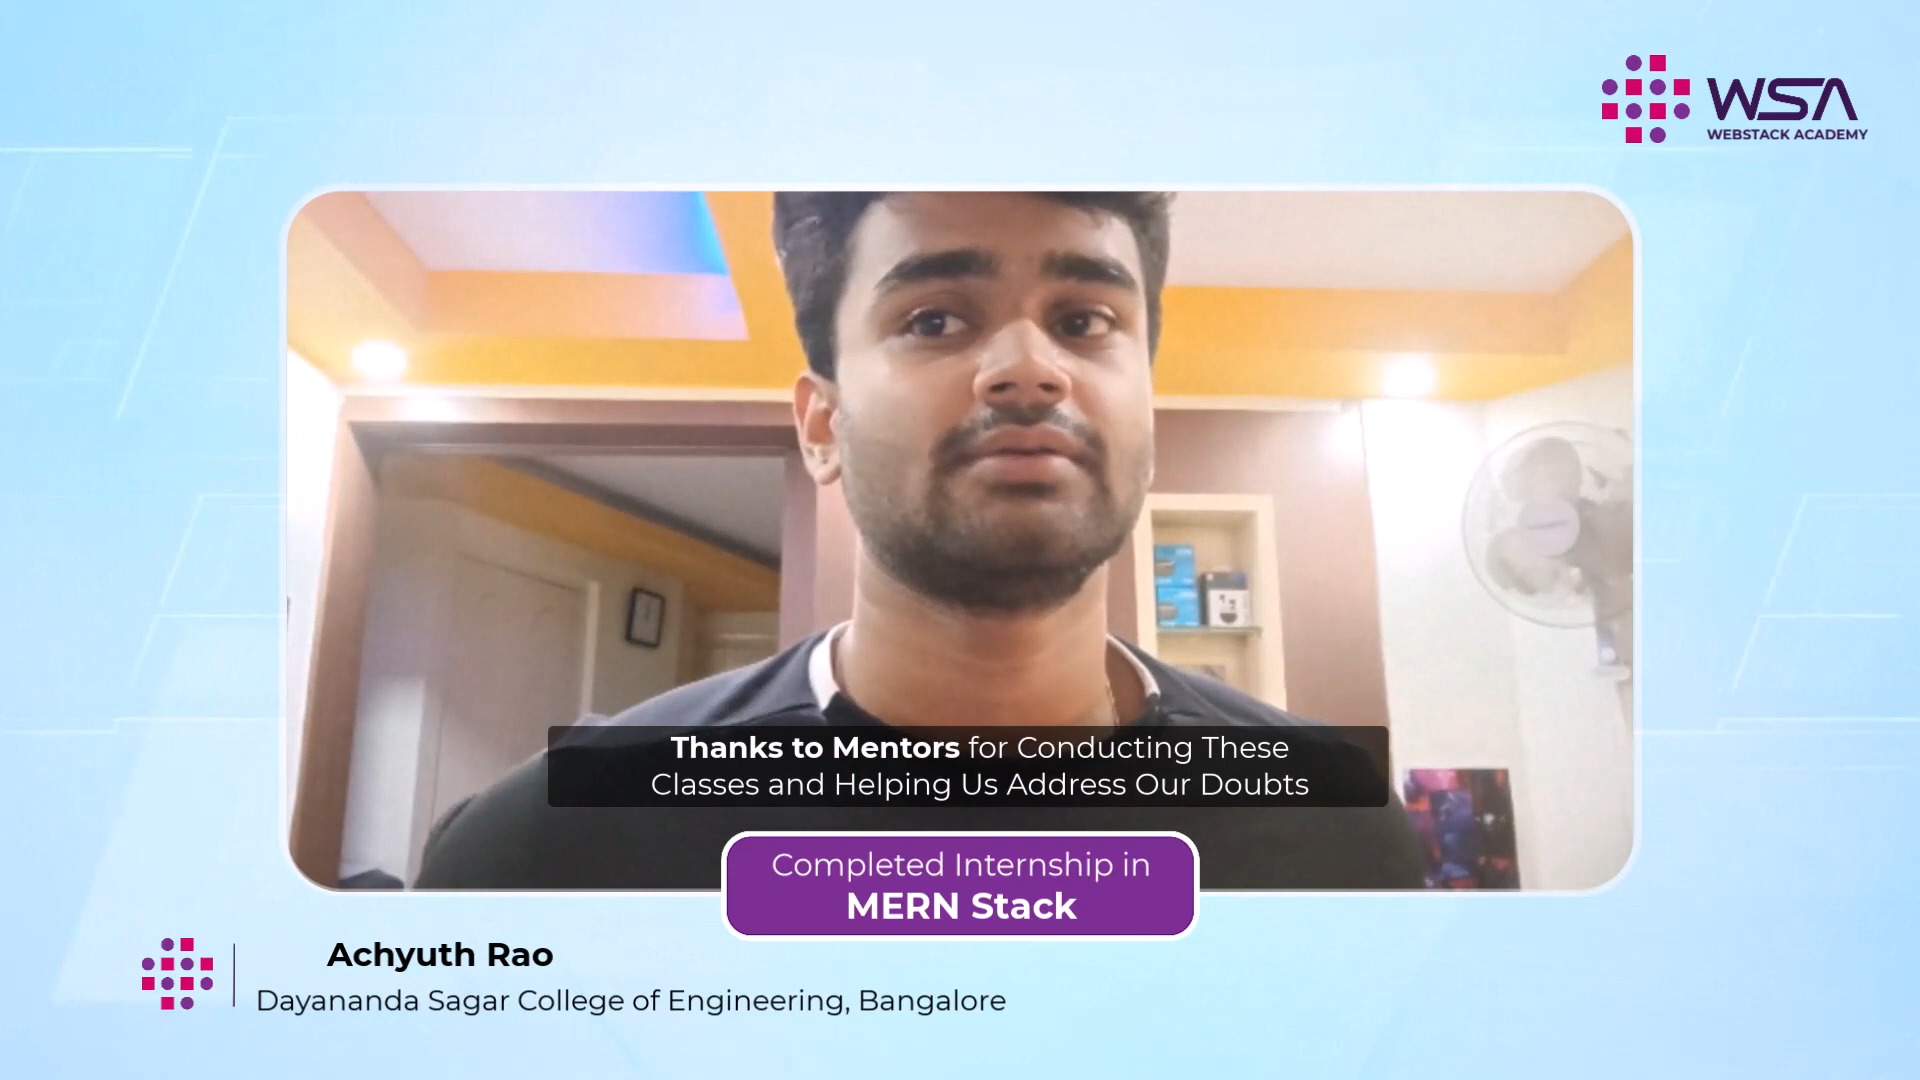 WSA
WEBSTACK ACADEMY
Thanks to Mentors for Conducting These
Classes and Helping Us Address Our Doubts
Completed Internship in
MERN Stack
Achyuth Rao
Dayananda Sagar College of Engineering, Bangalore